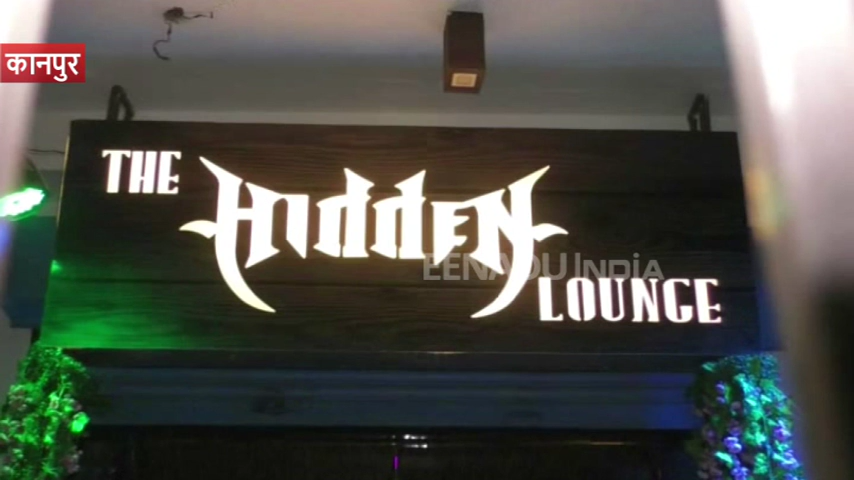 कानपुर
THE
HIDDEN
EENADU INDIA
LOUNGE